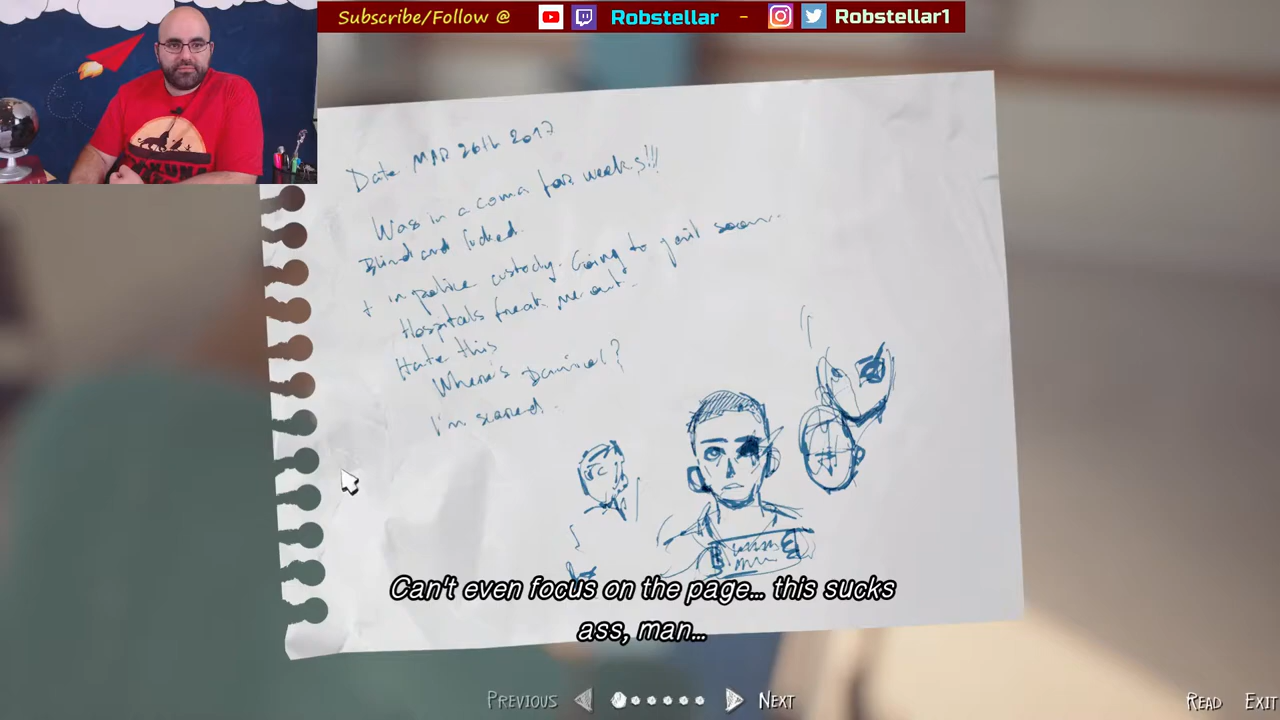 Subscribe/Follow @ Robstellar - Robstellar1
Date MAR 26th 2017
Was in a coma for weeks!!!
Blind and fucked.
+ in police custody. Going to jail soon.
Hospitals freak me out.
Hate this
Where's Daniel?
I'm scared.
Can't even focus on the page... this sucks
ass, man...
PREVIOUS NEXT READ EXIT